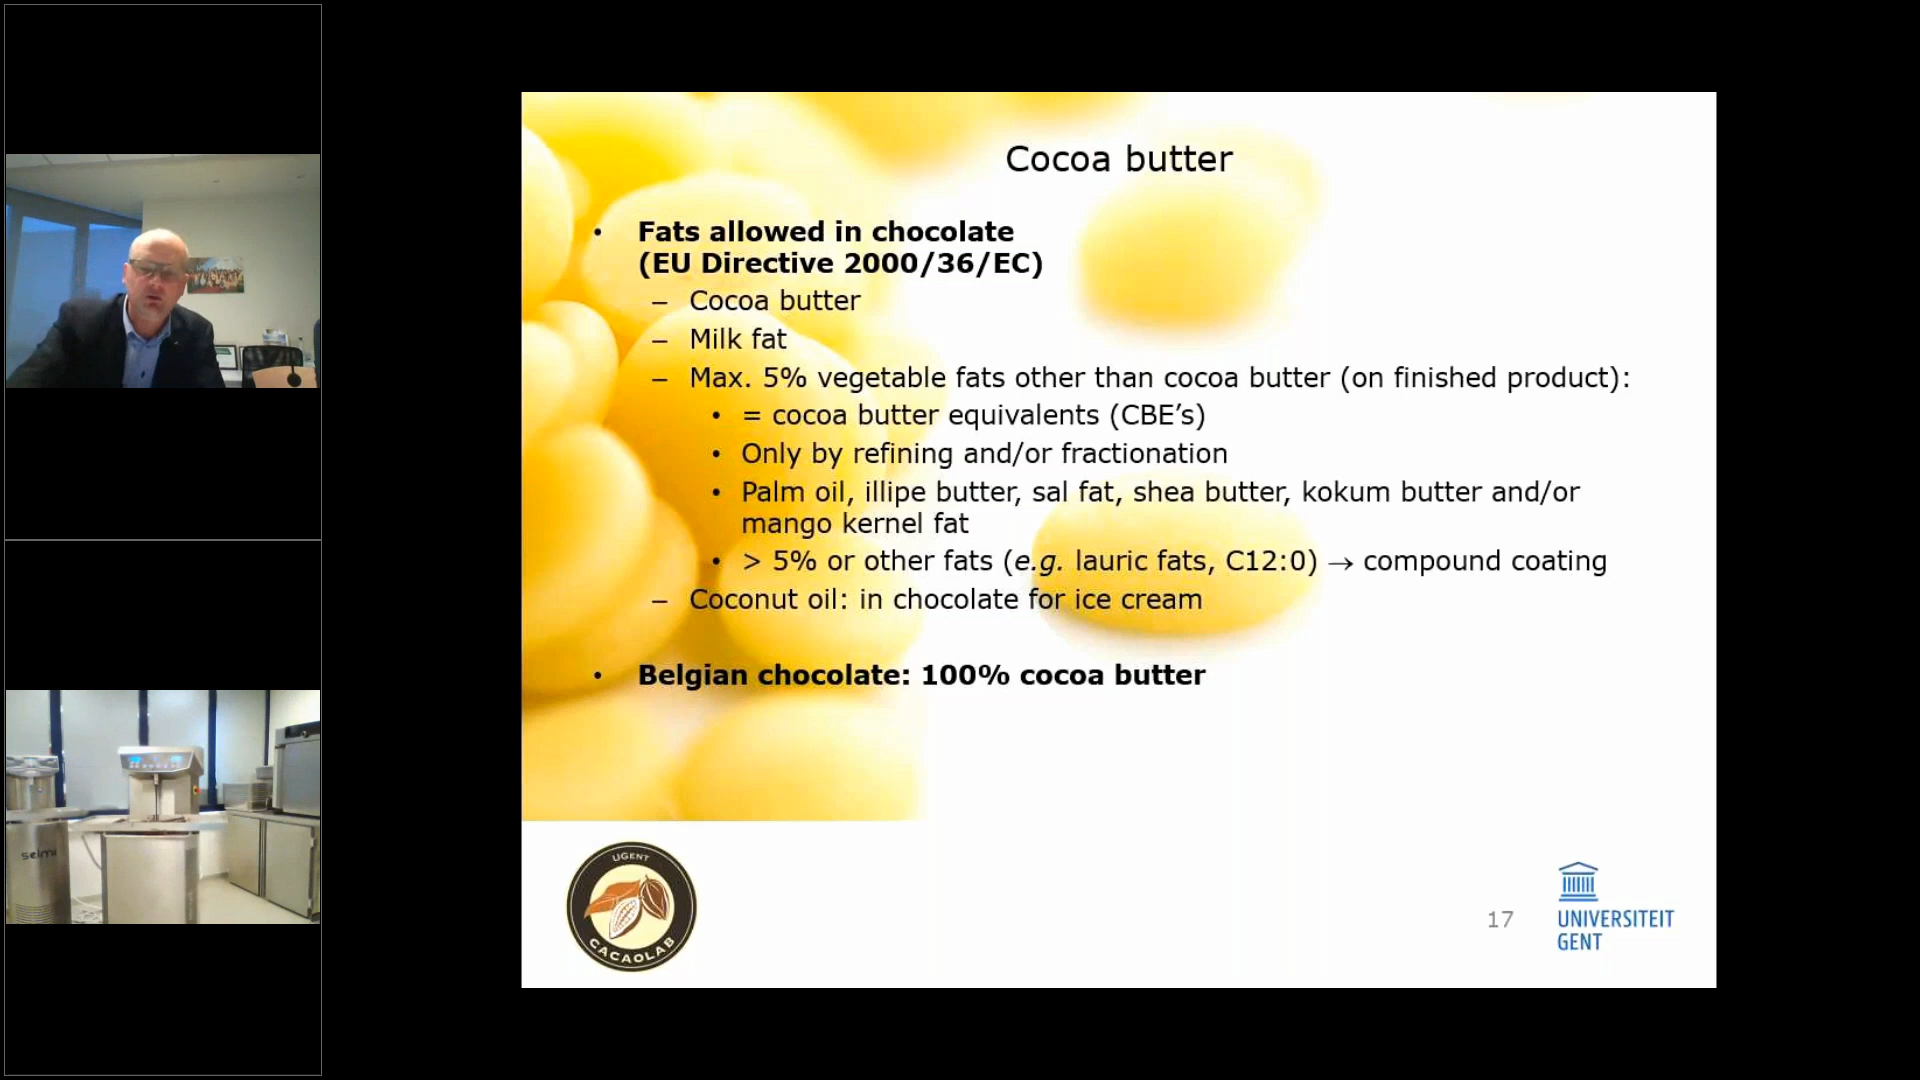 Cocoa butter
• Fats allowed in chocolate
(EU Directive 2000/36/EC)
– Cocoa butter
– Milk fat
– Max. 5% vegetable fats other than cocoa butter (on finished product):
• = cocoa butter equivalents (CBE’s)
• Only by refining and/or fractionation
• Palm oil, illipe butter, sal fat, shea butter, kokum butter and/or
mango kernel fat
• > 5% or other fats (e.g. lauric fats, C12:0) → compound coating
– Coconut oil: in chocolate for ice cream
• Belgian chocolate: 100% cocoa butter
UGENT
CACAOLAB
17
UNIVERSITEIT
GENT